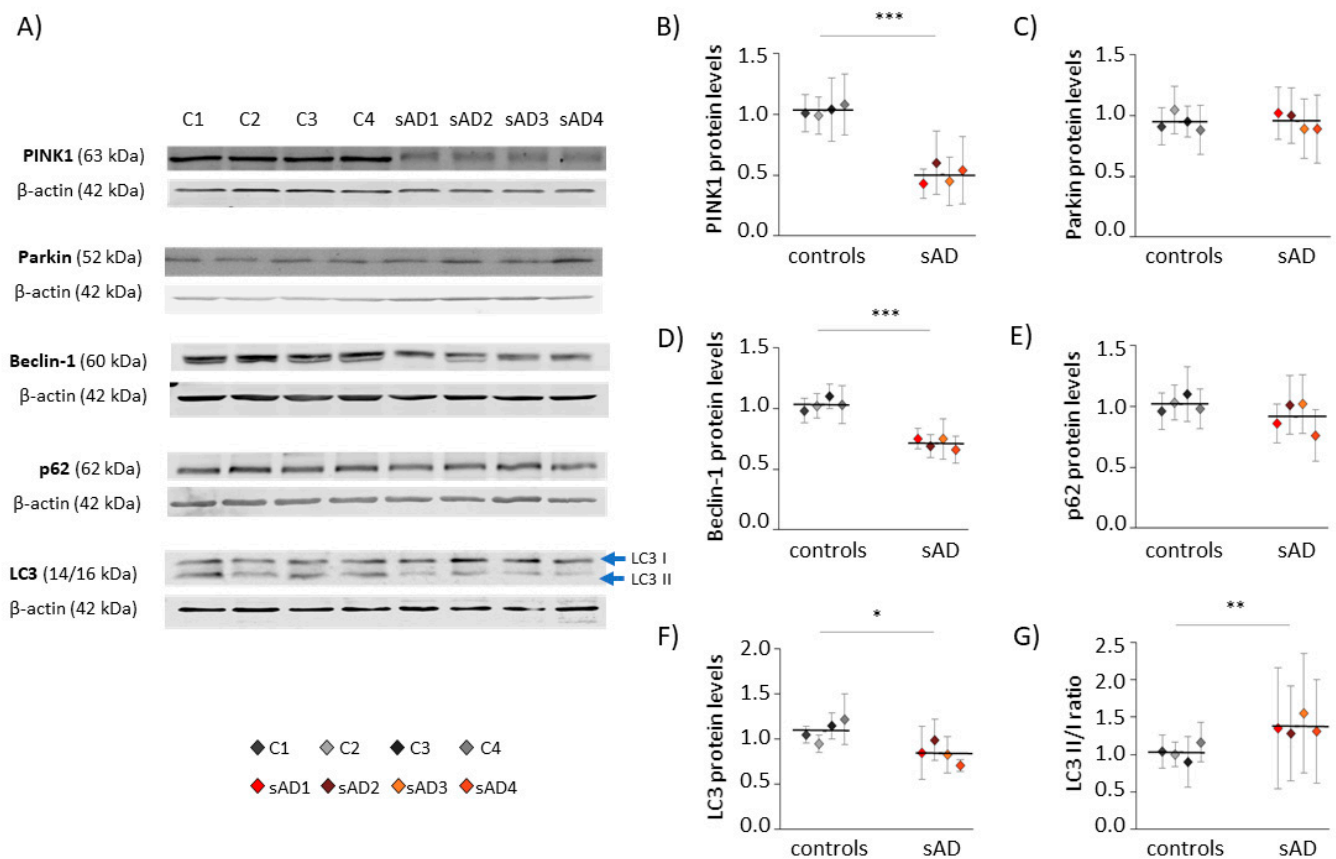 A)
C1 C2 C3 C4 sAD1 sAD2 sAD3 sAD4
PINK1 (63 kDa)
β-actin (42 kDa)
Parkin (52 kDa)
β-actin (42 kDa)
Beclin-1 (60 kDa)
β-actin (42 kDa)
p62 (62 kDa)
β-actin (42 kDa)
LC3 (14/16 kDa)
LC3 I
LC3 II
β-actin (42 kDa)
C1 C2 C3 C4
sAD1 sAD2 sAD3 sAD4
B)
***
PINK1 protein levels
1.5
1.0
0.5
0.0
controls sAD
C)
Parkin protein levels
1.5
1.0
0.5
0.0
controls sAD
D)
***
Beclin-1 protein levels
1.5
1.0
0.5
0.0
controls sAD
E)
p62 protein levels
1.5
1.0
0.5
0.0
controls sAD
F)
*
LC3 protein levels
2.0
1.5
1.0
0.5
0.0
controls sAD
G)
**
LC3 II/I ratio
2.5
2.0
1.5
1.0
0.5
0.0
controls sAD